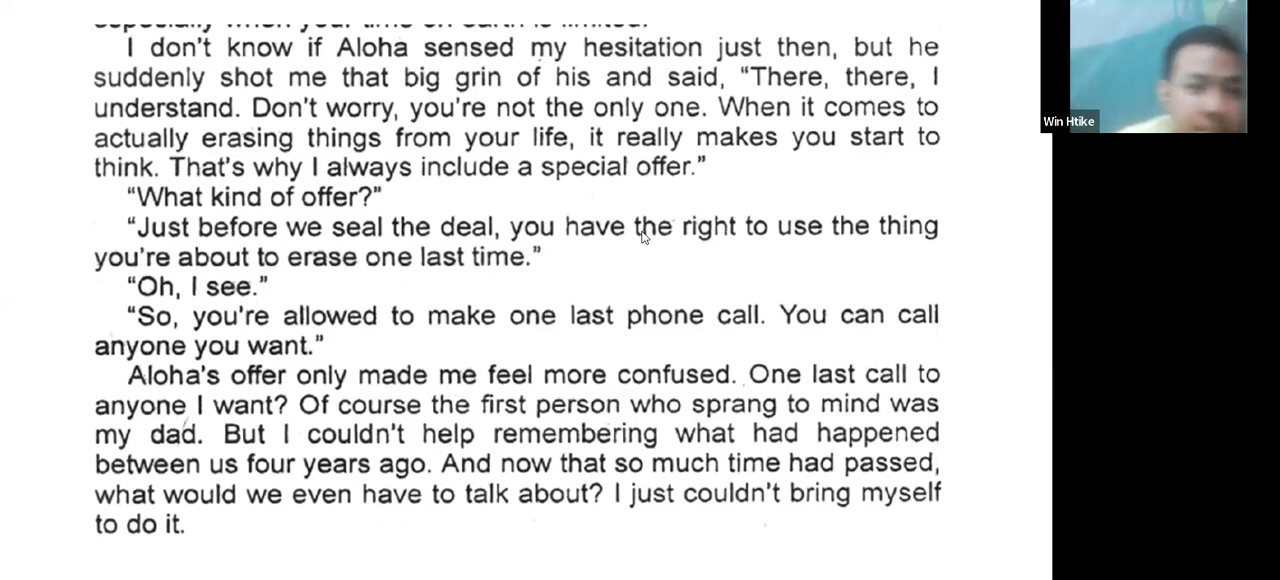 I don't know if Aloha sensed my hesitation just then, but he
suddenly shot me that big grin of his and said, “There, there, I
understand. Don't worry, you're not the only one. When it comes to
actually erasing things from your life, it really makes you start to
think. That's why I always include a special offer.”
“What kind of offer?”
“Just before we seal the deal, you have the right to use the thing
you're about to erase one last time.”
“Oh, I see.”
“So, you're allowed to make one last phone call. You can call
anyone you want.”
Aloha's offer only made me feel more confused. One last call to
anyone I want? Of course the first person who sprang to mind was
my dad. But I couldn't help remembering what had happened
between us four years ago. And now that so much time had passed,
what would we even have to talk about? I just couldn't bring myself
to do it.
Win Htike